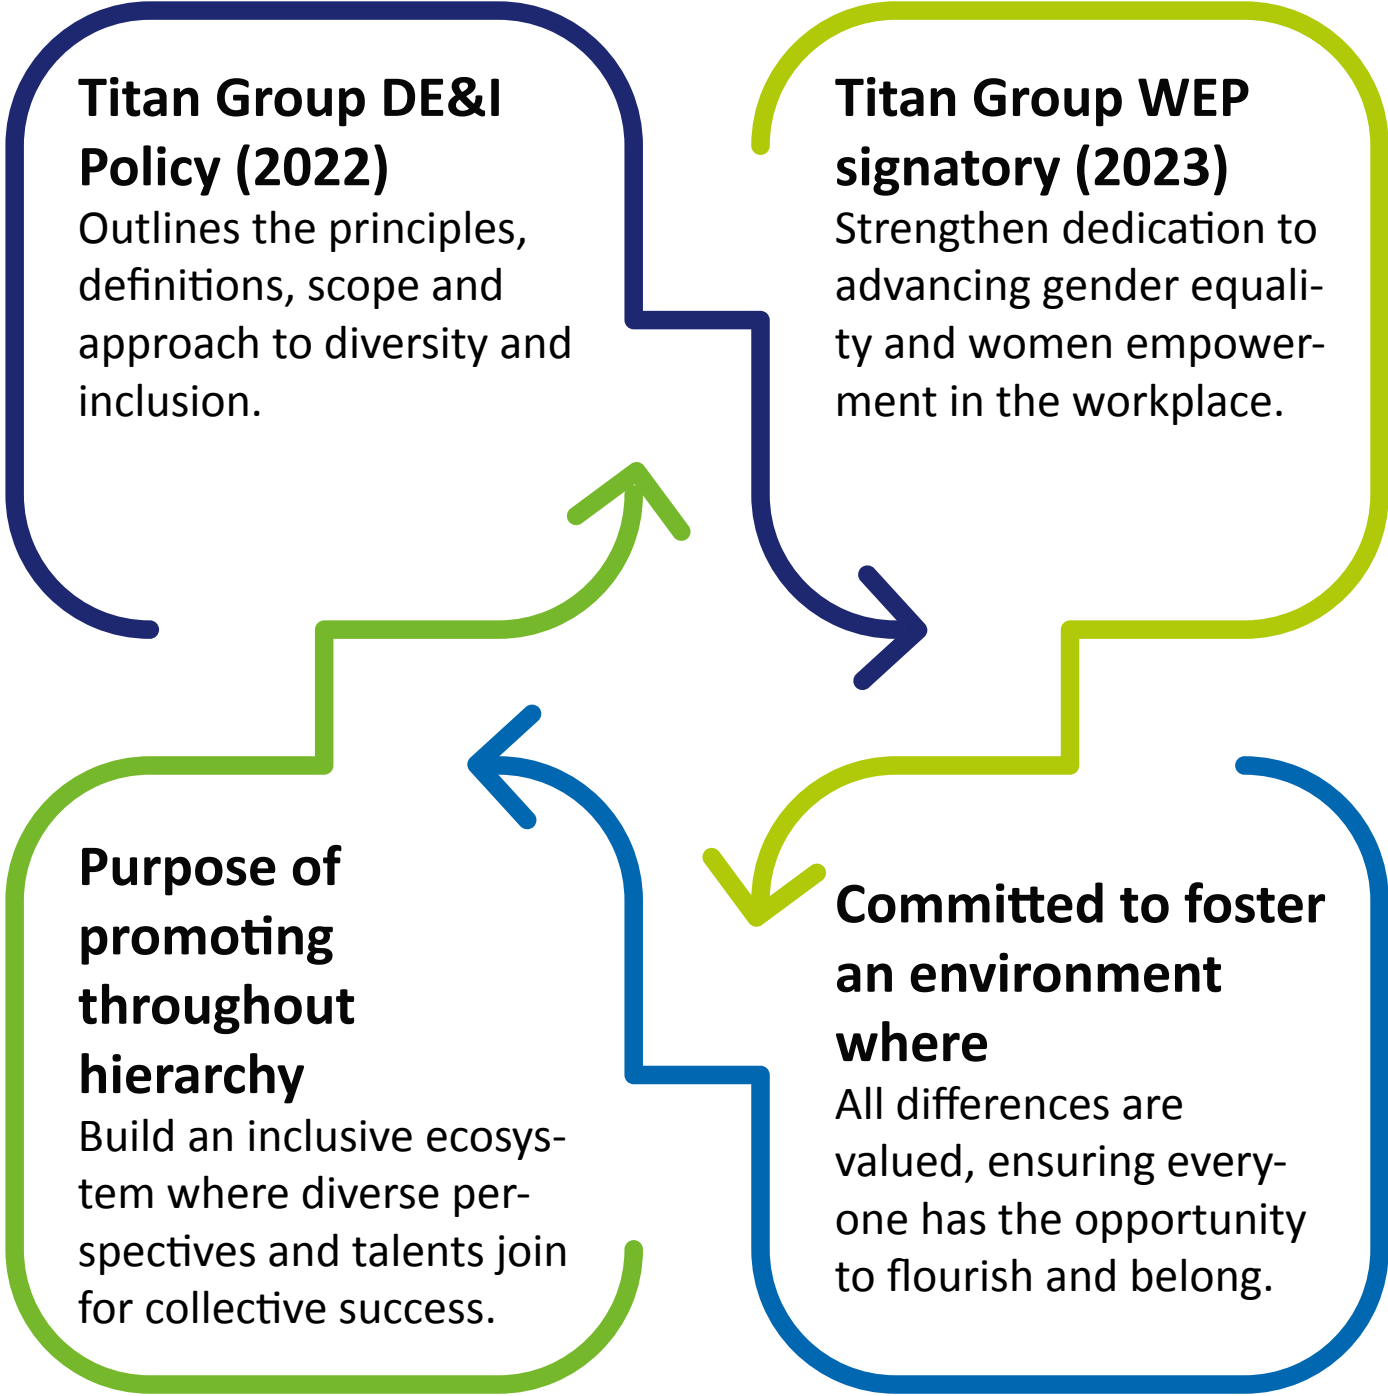 Titan Group DE&I
Policy (2022)
Outlines the principles,
definitions, scope and
approach to diversity and
inclusion.
Titan Group WEP
signatory (2023)
Strengthen dedication to
advancing gender equali-
ty and women empower-
ment in the workplace.
Purpose of
promoting
throughout
hierarchy
Build an inclusive ecosys-
tem where diverse per-
spectives and talents join
for collective success.
Committed to foster
an environment
where
All differences are
valued, ensuring every-
one has the opportunity
to flourish and belong.